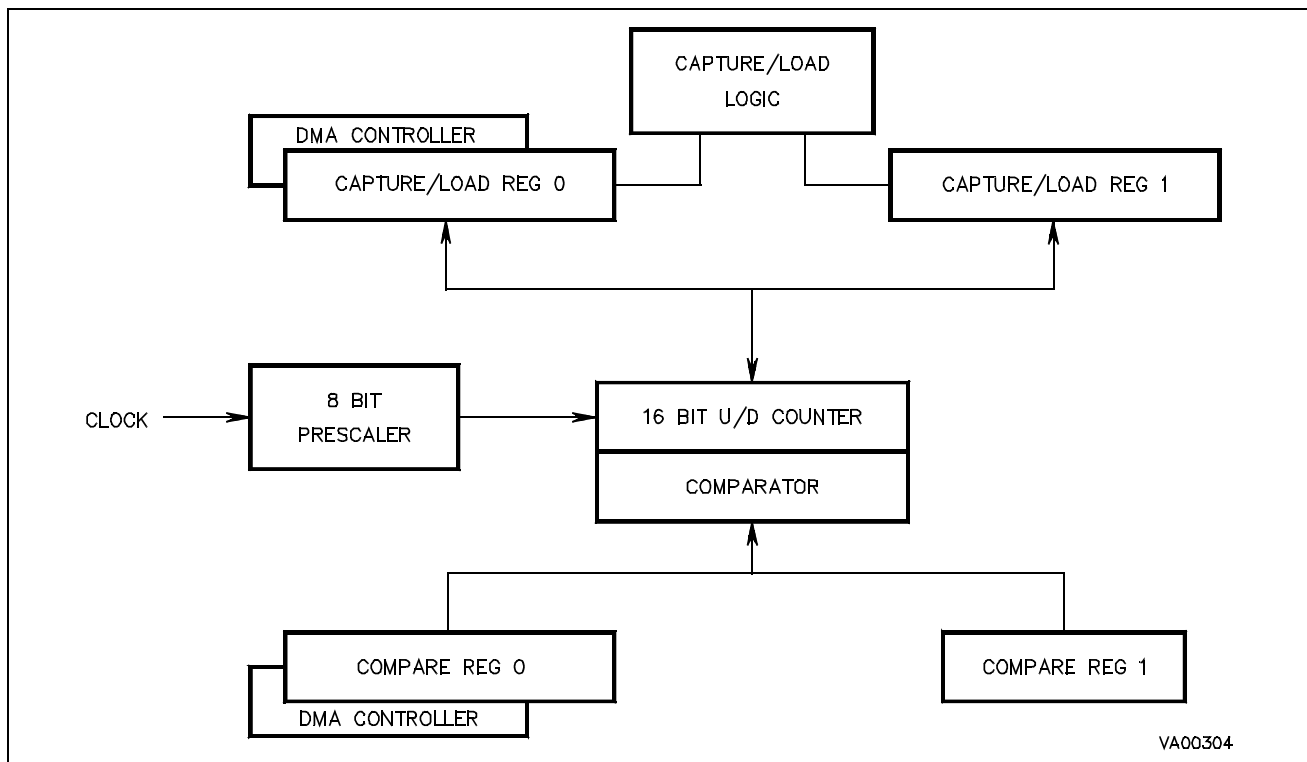 CAPTURE/LOAD
LOGIC
DMA CONTROLLER
CAPTURE/LOAD REG 0
CAPTURE/LOAD REG 1
CLOCK
8 BIT
PRESCALER
16 BIT U/D COUNTER
COMPARATOR
COMPARE REG 0
COMPARE REG 1
DMA CONTROLLER
VA00304